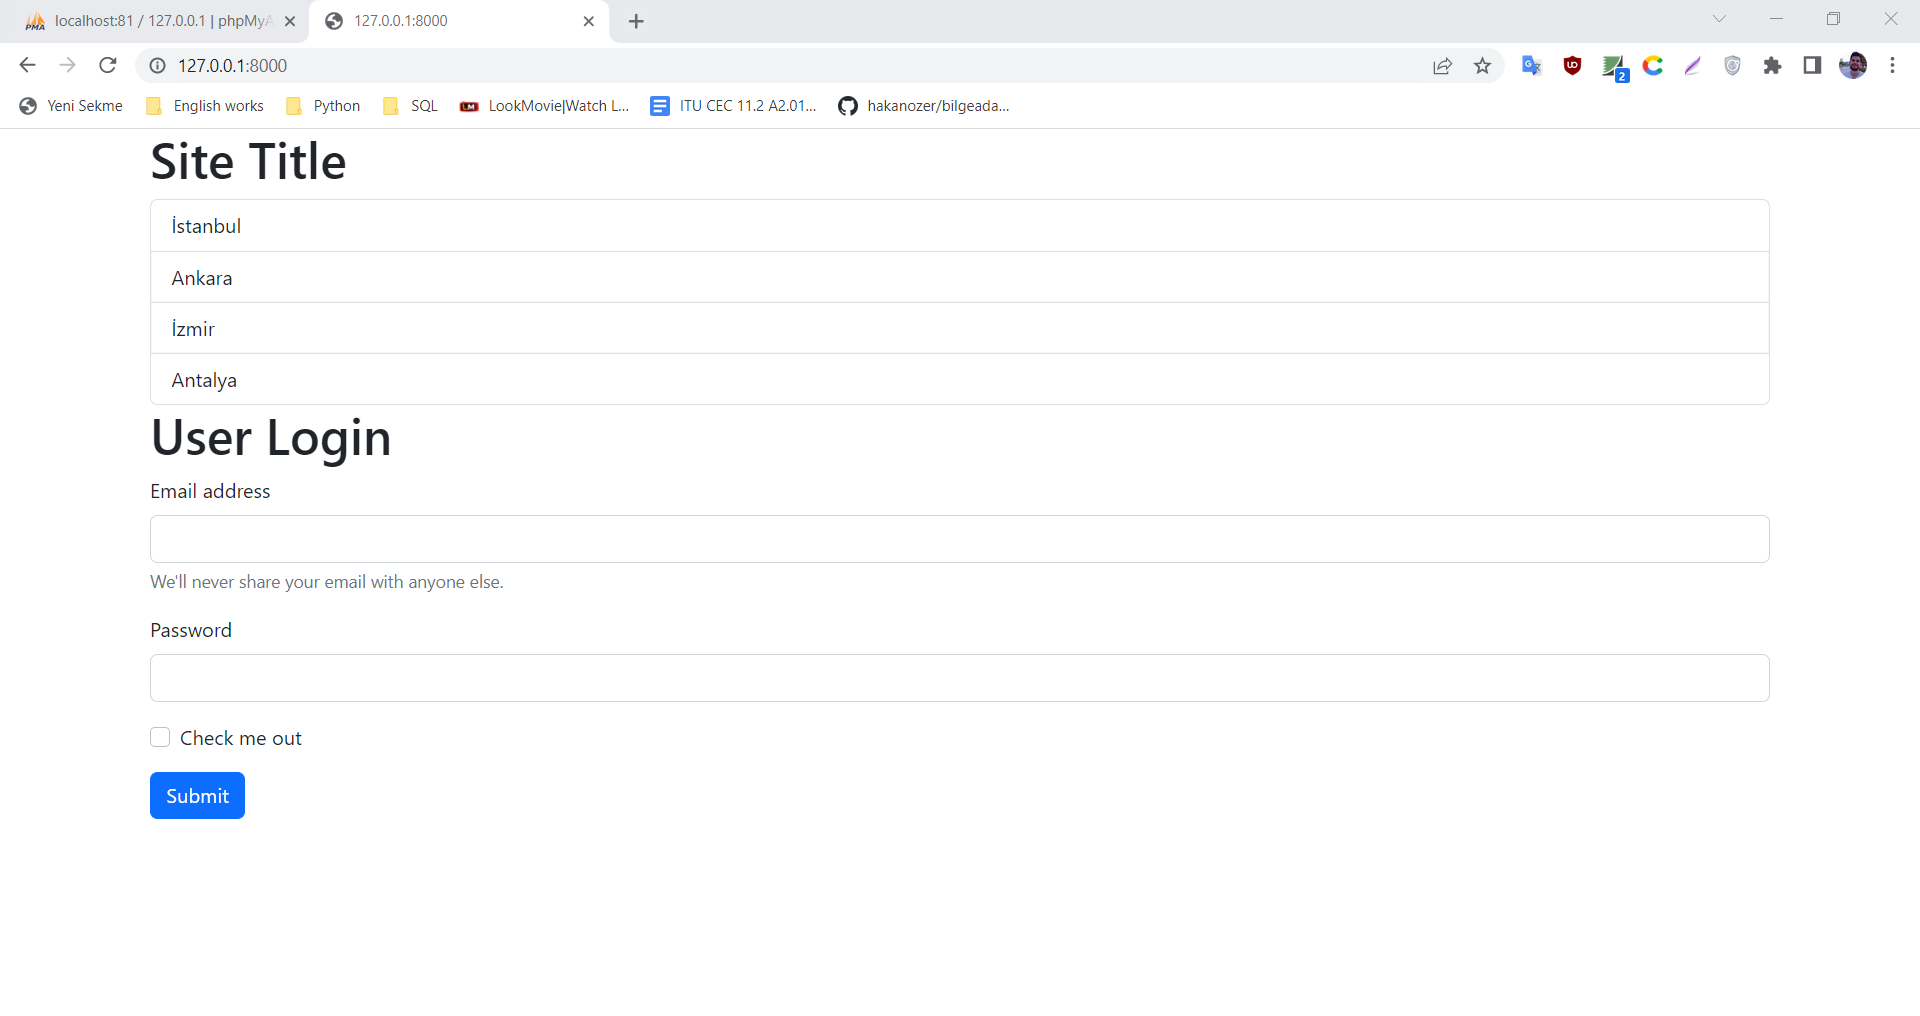 localhost:81 / 127.0.0.1 | phpMyA
127.0.0.1:8000
127.0.0.1:8000
2
Yeni Sekme English works Python SQL LookMovie|Watch L... ITU CEC 11.2 A2.01... hakanozer/bilgeada...
Site Title
İstanbul
Ankara
İzmir
Antalya
User Login
Email address
We'll never share your email with anyone else.
Password
Check me out
Submit